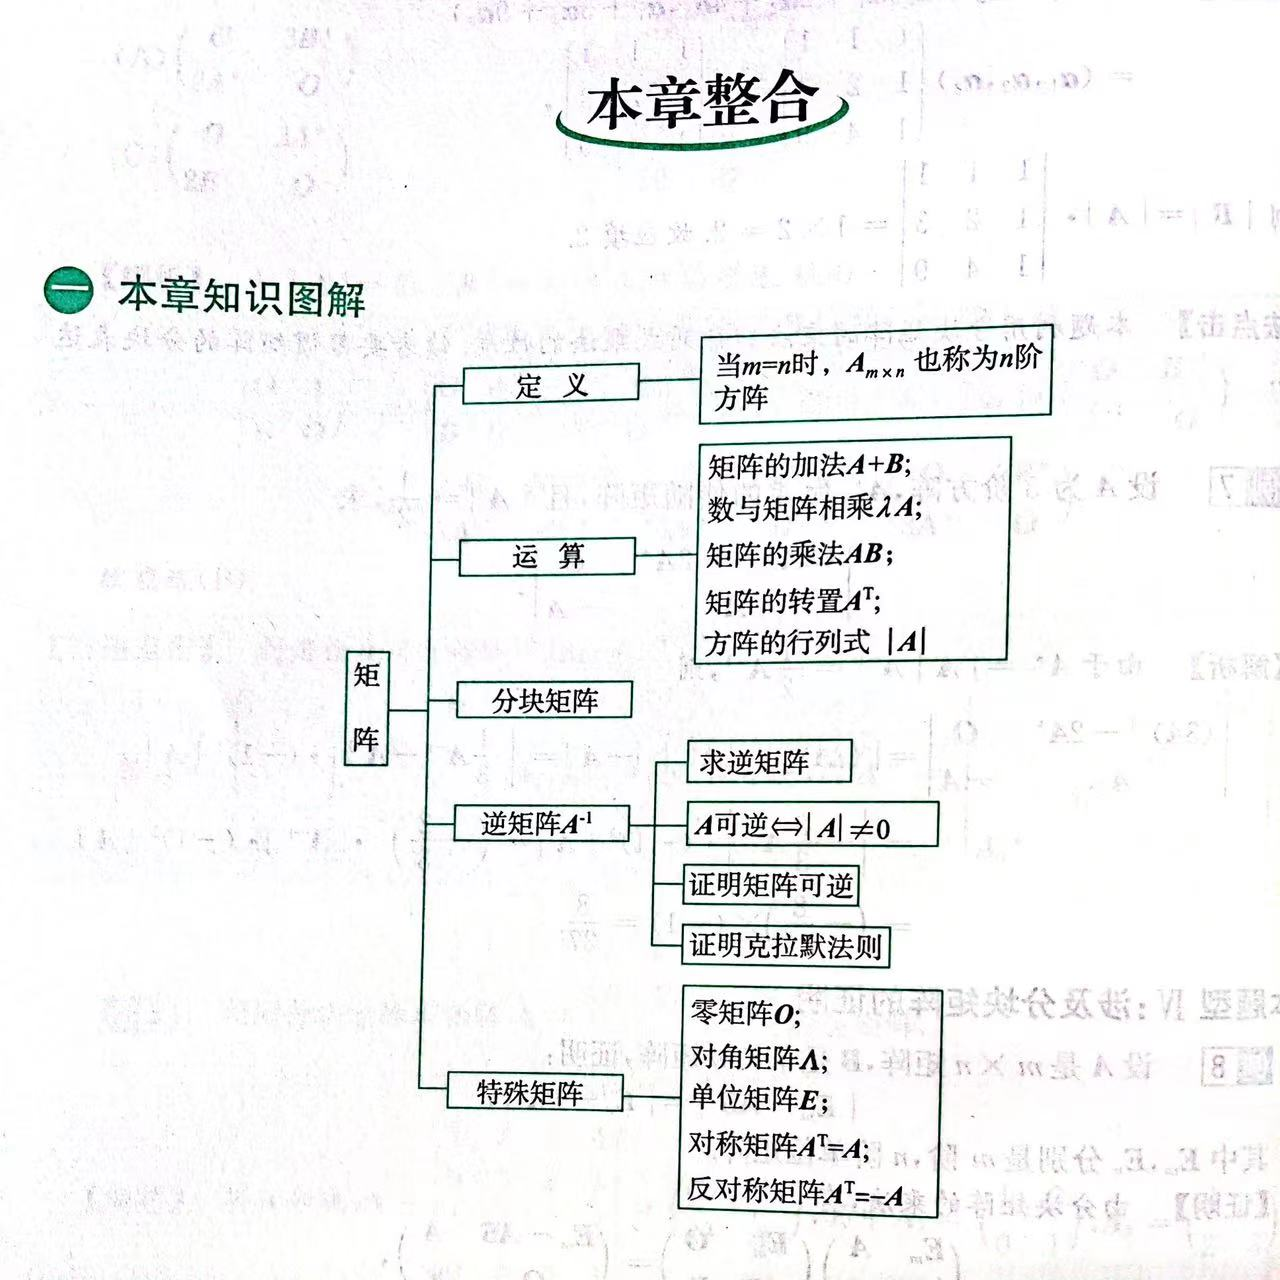 本章整合
一 本章知识图解
定 义
当m=n时，Aₘₓₙ 也称为n阶
方阵
运 算
矩阵的加法A+B;
数与矩阵相乘λA;
矩阵的乘法AB;
矩阵的转置Aᵀ;
方阵的行列式 |A|
矩
阵
分块矩阵
逆矩阵A⁻¹
求逆矩阵
A可逆⇔|A|≠0
证明矩阵可逆
证明克拉默法则
特殊矩阵
零矩阵O;
对角矩阵Λ;
单位矩阵E;
对称矩阵Aᵀ=A;
反对称矩阵Aᵀ=−A